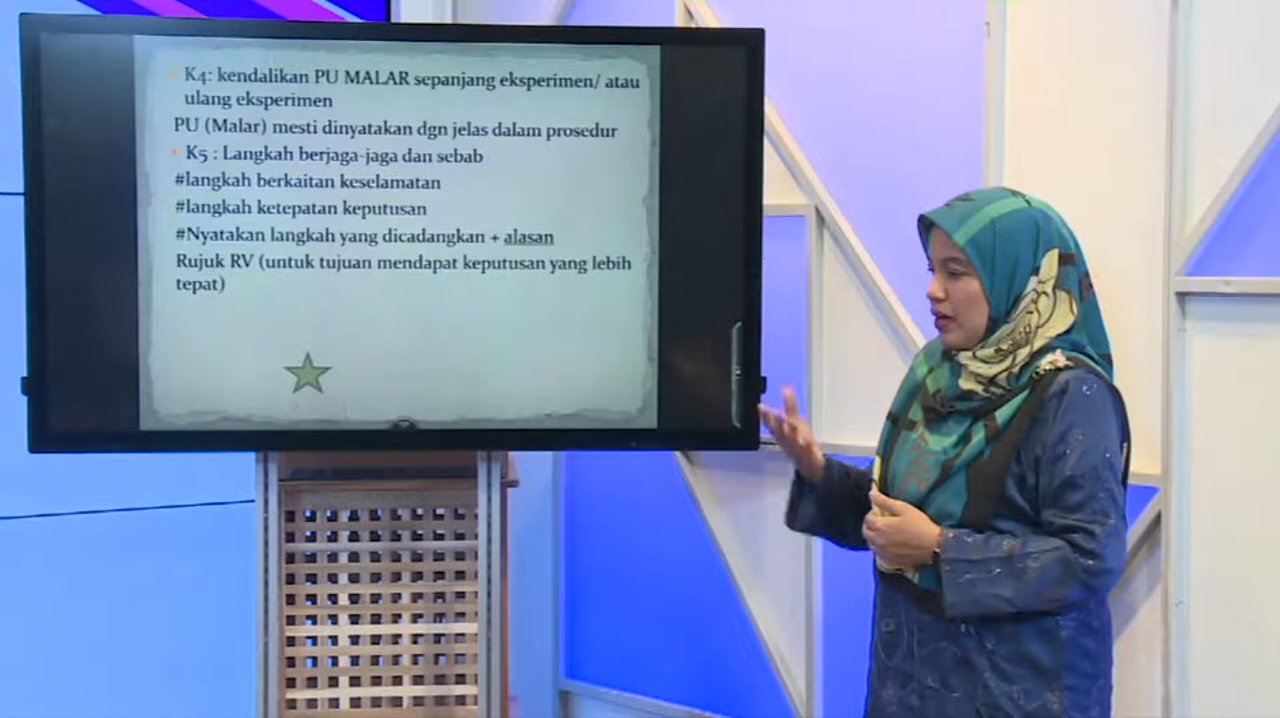 K4: kendalikan PU MALAR sepanjang eksperimen/ atau
ulang eksperimen
PU (Malar) mesti dinyatakan dgn jelas dalam prosedur
K5 : Langkah berjaga-jaga dan sebab
#langkah berkaitan keselamatan
#langkah ketepatan keputusan
#Nyatakan langkah yang dicadangkan + alasan
Rujuk RV (untuk tujuan mendapat keputusan yang lebih
tepat)